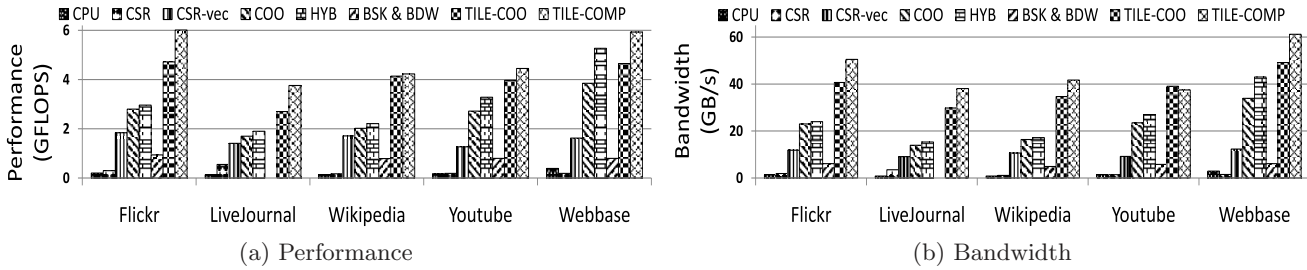 CPU CSR CSR-vec COO HYB BSK & BDW TILE-COO TILE-COMP
Performance
(GFLOPS)
6
4
2
0
Flickr LiveJournal Wikipedia Youtube Webbase
(a) Performance
CPU CSR CSR-vec COO HYB BSK & BDW TILE-COO TILE-COMP
Bandwidth
(GB/s)
60
40
20
0
Flickr LiveJournal Wikipedia Youtube Webbase
(b) Bandwidth